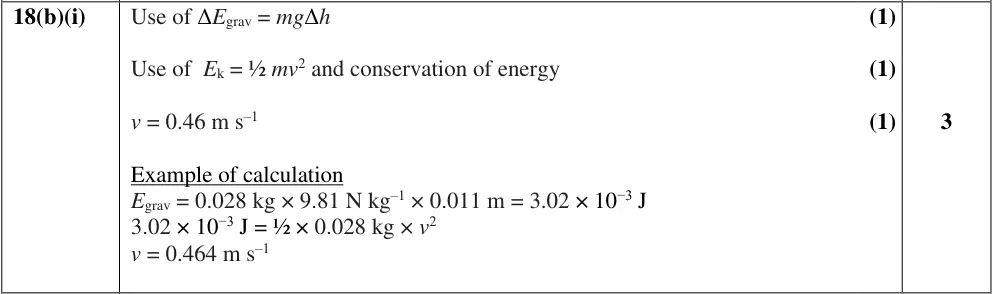 18(b)(i) Use of ΔE_grav = mgΔh (1)
Use of E_k = ½ mv² and conservation of energy (1)
v = 0.46 m s⁻¹ (1) 3
Example of calculation
E_grav = 0.028 kg × 9.81 N kg⁻¹ × 0.011 m = 3.02 × 10⁻³ J
3.02 × 10⁻³ J = ½ × 0.028 kg × v²
v = 0.464 m s⁻¹